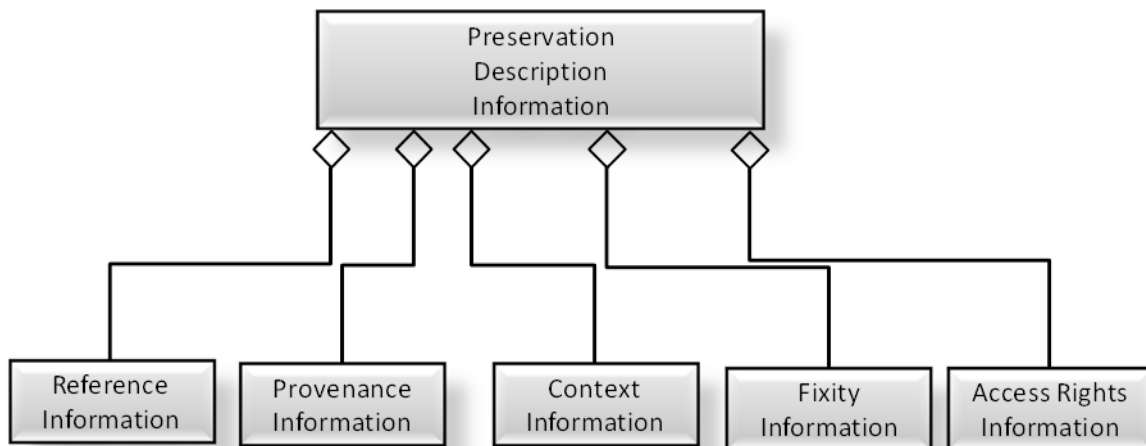 Preservation
Description
Information
Reference
Information
Provenance
Information
Context
Information
Fixity
Information
Access Rights
Information